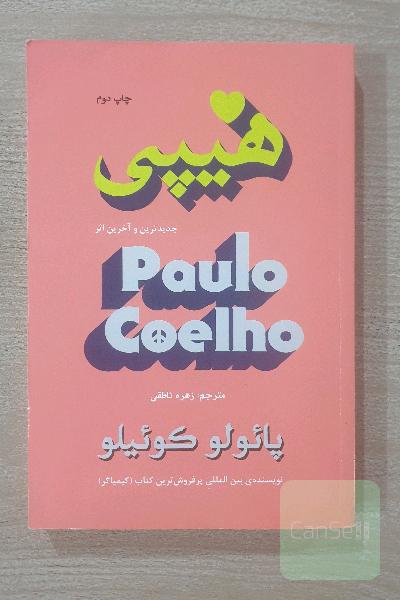 چاپ دوم
هیپی
جدیدترین و آخرین اثر
Paulo
Coelho
مترجم: زهره ناطقی
پائولو کوئیلو
نویسنده‌ی بین المللی پرفروش‌ترین کتاب (کیمیاگر)
CanSell